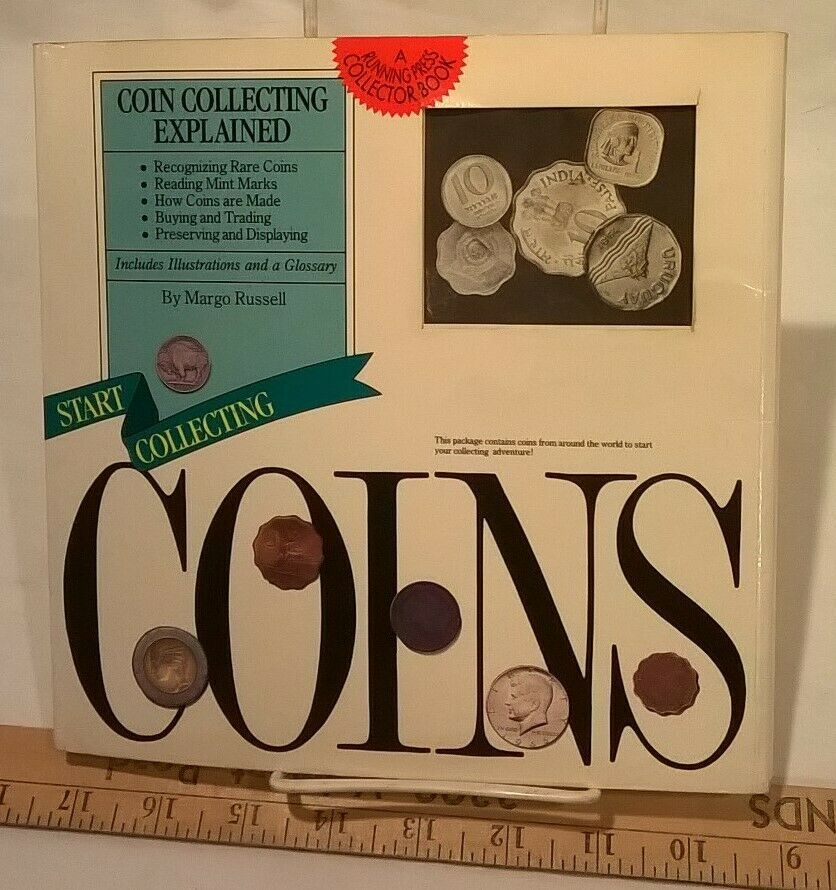 A
RUNNING PRESS
COLLECTOR BOOK
COIN COLLECTING
EXPLAINED
• Recognizing Rare Coins
• Reading Mint Marks
• How Coins are Made
• Buying and Trading
• Preserving and Displaying
Includes Illustrations and a Glossary
By Margo Russell
10
INDIA
PAISE
URUGUAY
START
COLLECTING
This package contains coins from around the world to start
your collecting adventure!
COINS
17 16 15 14 13 12 11 10 9